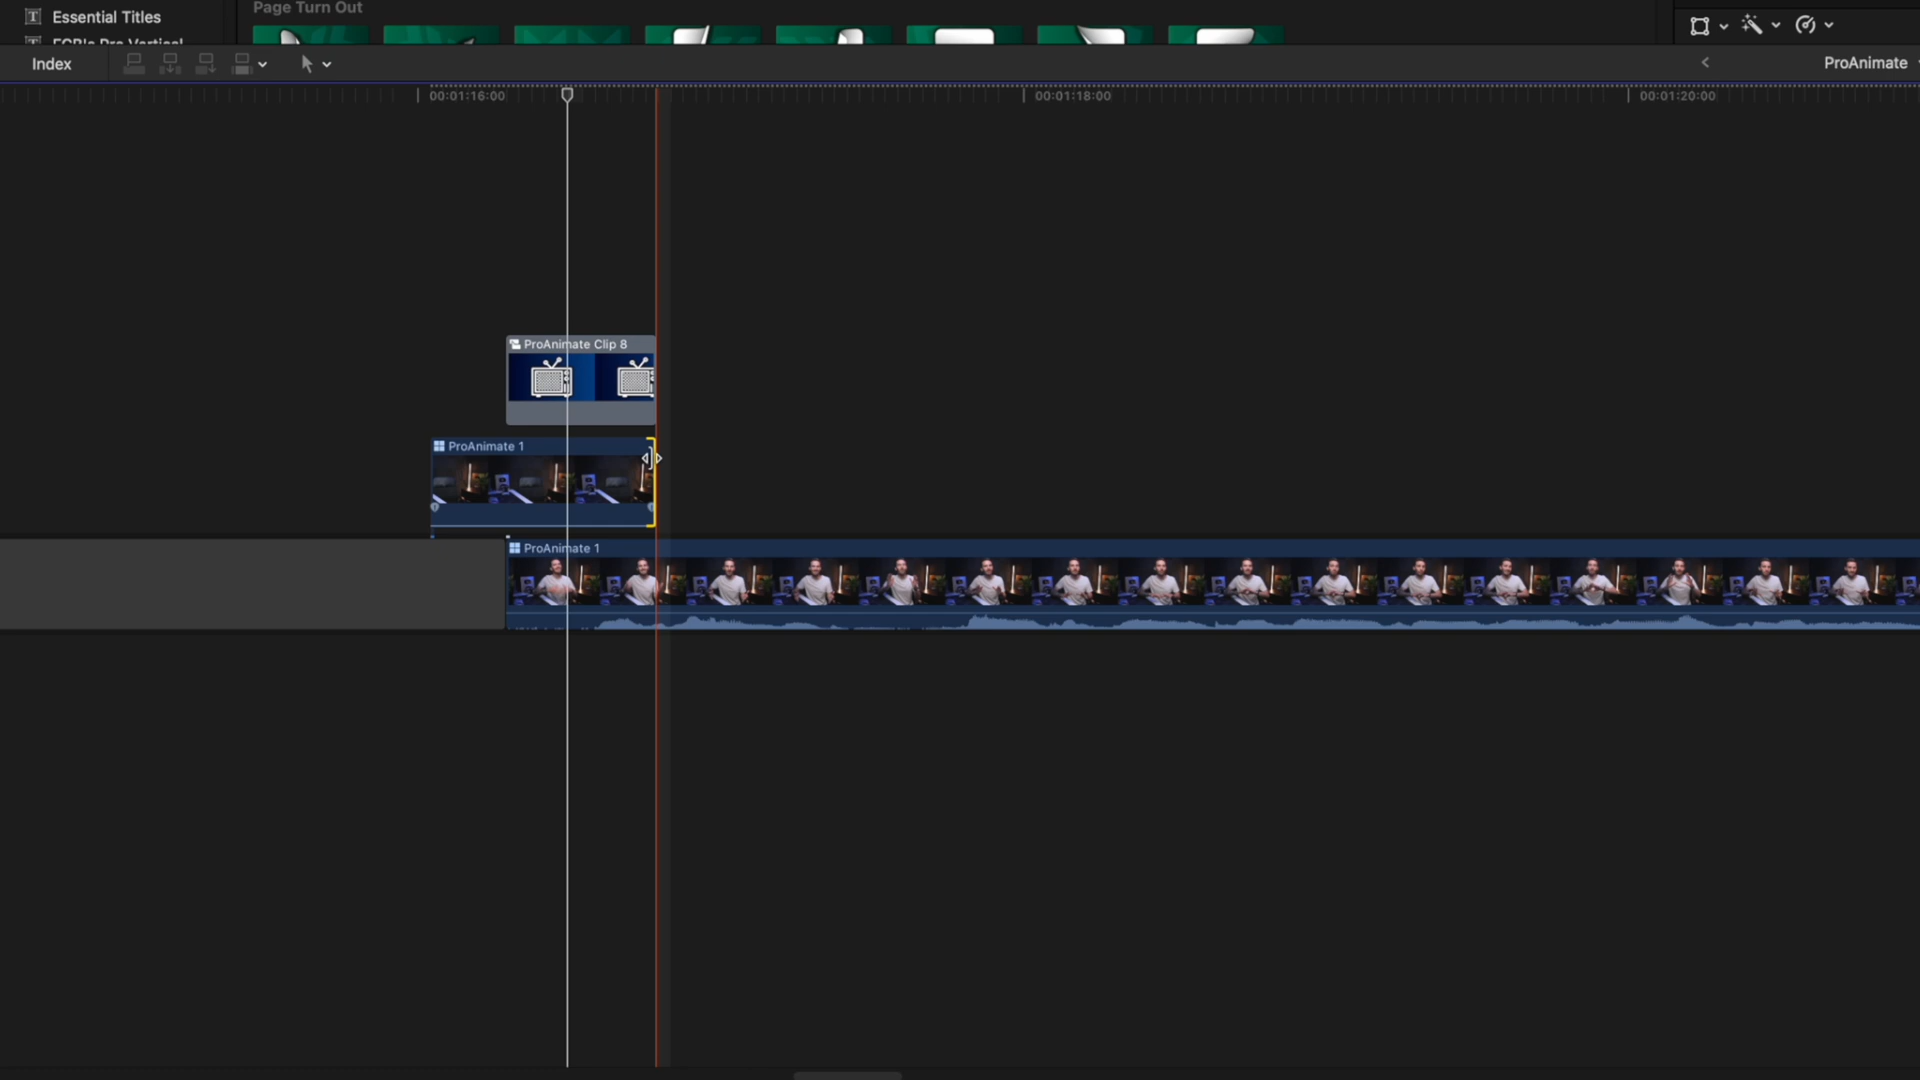 Essential Titles
Page Turn Out
FCB's Pro Vertical
Index
ProAnimate
00:01:16:00
00:01:18:00
00:01:20:00
ProAnimate Clip 8
ProAnimate 1
ProAnimate 1